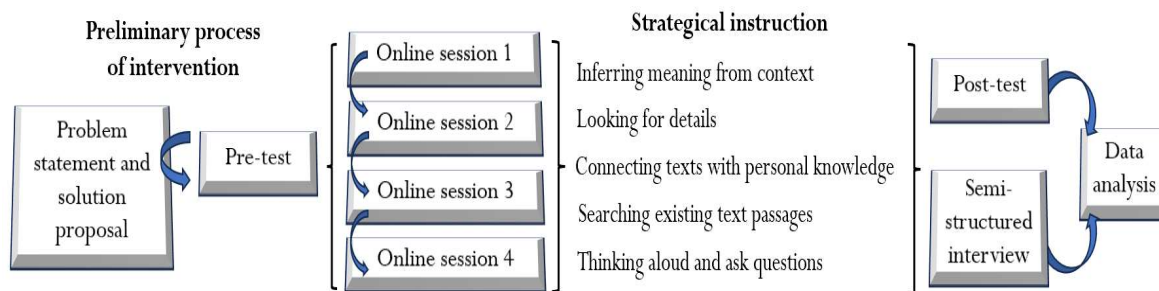 Preliminary process
of intervention
Problem
statement and
solution
proposal
Pre-test
Online session 1
Online session 2
Online session 3
Online session 4
Strategical instruction
Inferring meaning from context
Looking for details
Connecting texts with personal knowledge
Searching existing text passages
Thinking aloud and ask questions
Post-test
Semi-
structured
interview
Data
analysis